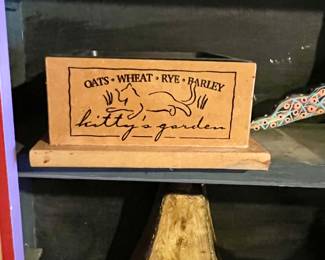 OATS • WHEAT • RYE • BARLEY
kitty's garden